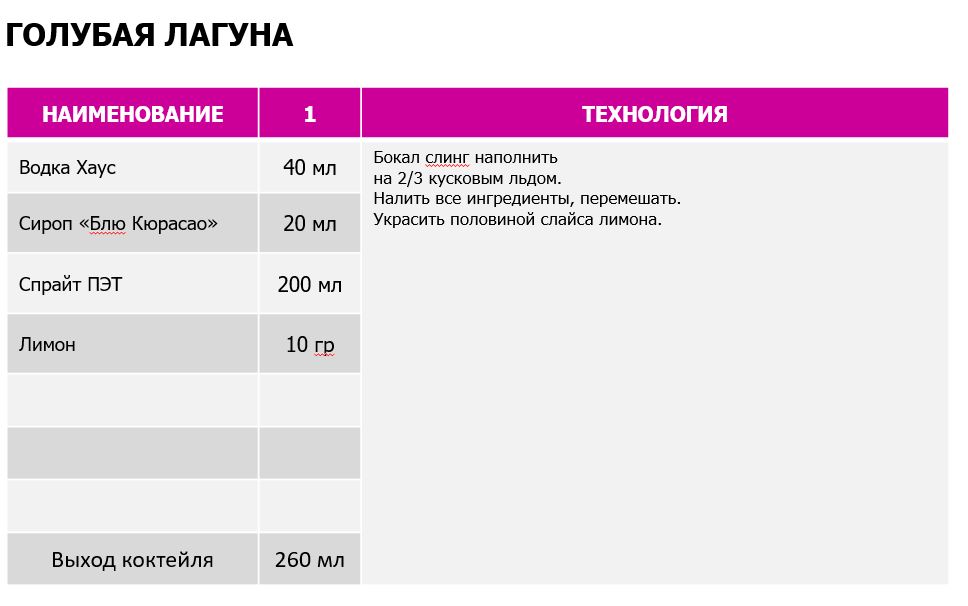 ГОЛУБАЯ ЛАГУНА
НАИМЕНОВАНИЕ 1 ТЕХНОЛОГИЯ
Водка Хаус 40 мл
Сироп «Блю Кюрасао» 20 мл
Спрайт ПЭТ 200 мл
Лимон 10 гр
Выход коктейля 260 мл
Бокал слинг наполнить
на 2/3 кусковым льдом.
Налить все ингредиенты, перемешать.
Украсить половиной слайса лимона.